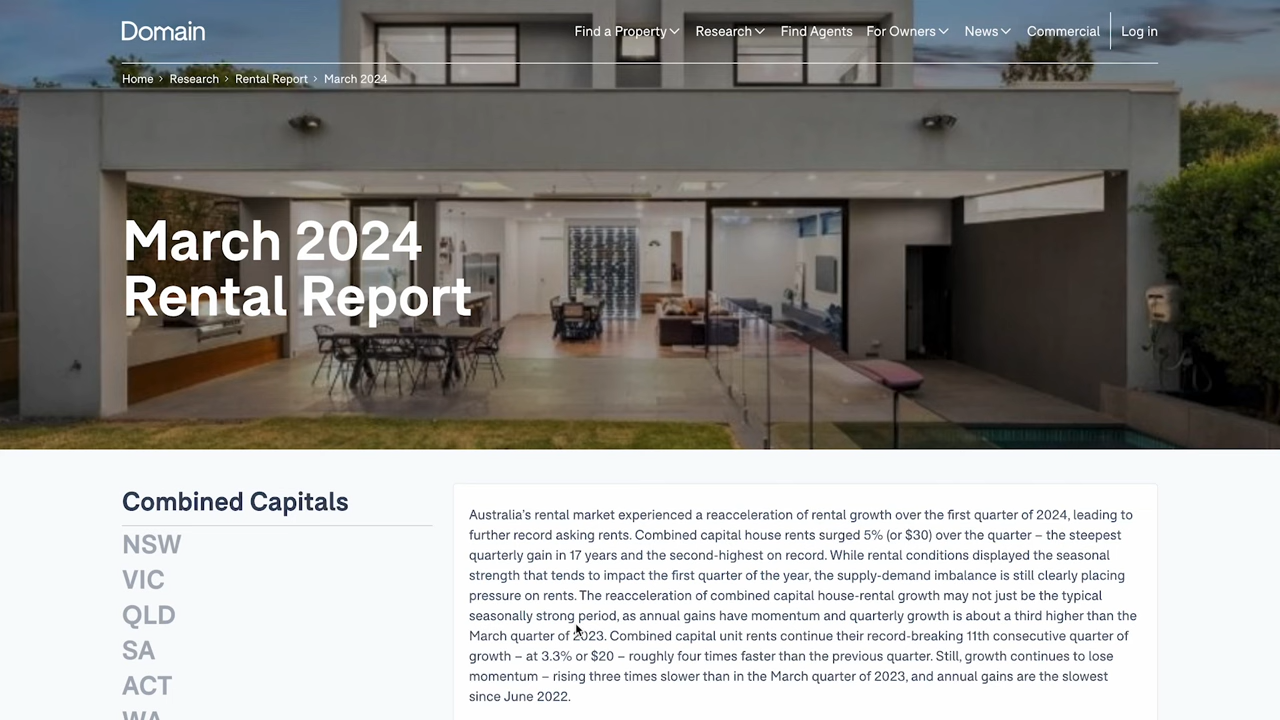 Domain
Find a Property
Research
Find Agents
For Owners
News
Commercial
Log in
Home › Research › Rental Report › March 2024
March 2024
Rental Report
Combined Capitals
NSW
VIC
QLD
SA
ACT
WA
Australia's rental market experienced a reacceleration of rental growth over the first quarter of 2024, leading to
further record asking rents. Combined capital house rents surged 5% (or $30) over the quarter – the steepest
quarterly gain in 17 years and the second-highest on record. While rental conditions displayed the seasonal
strength that tends to impact the first quarter of the year, the supply-demand imbalance is still clearly placing
pressure on rents. The reacceleration of combined capital house-rental growth may not just be the typical
seasonally strong period, as annual gains have momentum and quarterly growth is about a third higher than the
March quarter of 2023. Combined capital unit rents continue their record-breaking 11th consecutive quarter of
growth – at 3.3% or $20 – roughly four times faster than the previous quarter. Still, growth continues to lose
momentum – rising three times slower than in the March quarter of 2023, and annual gains are the slowest
since June 2022.